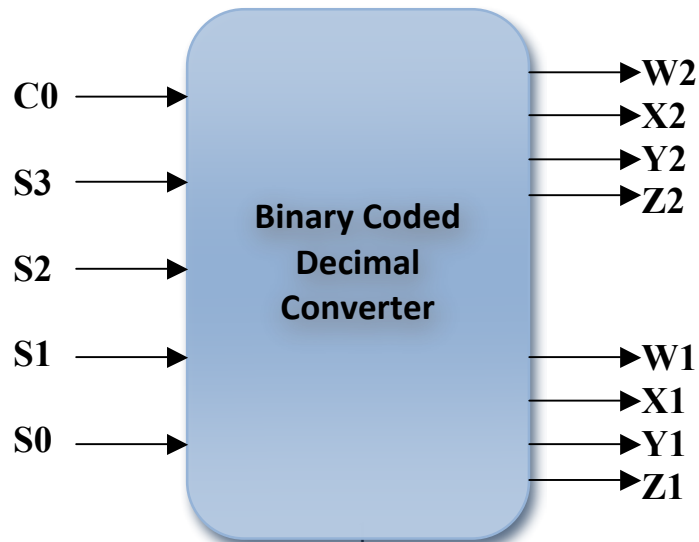 C0
S3
S2
S1
S0
Binary Coded
Decimal
Converter
W2
X2
Y2
Z2
W1
X1
Y1
Z1